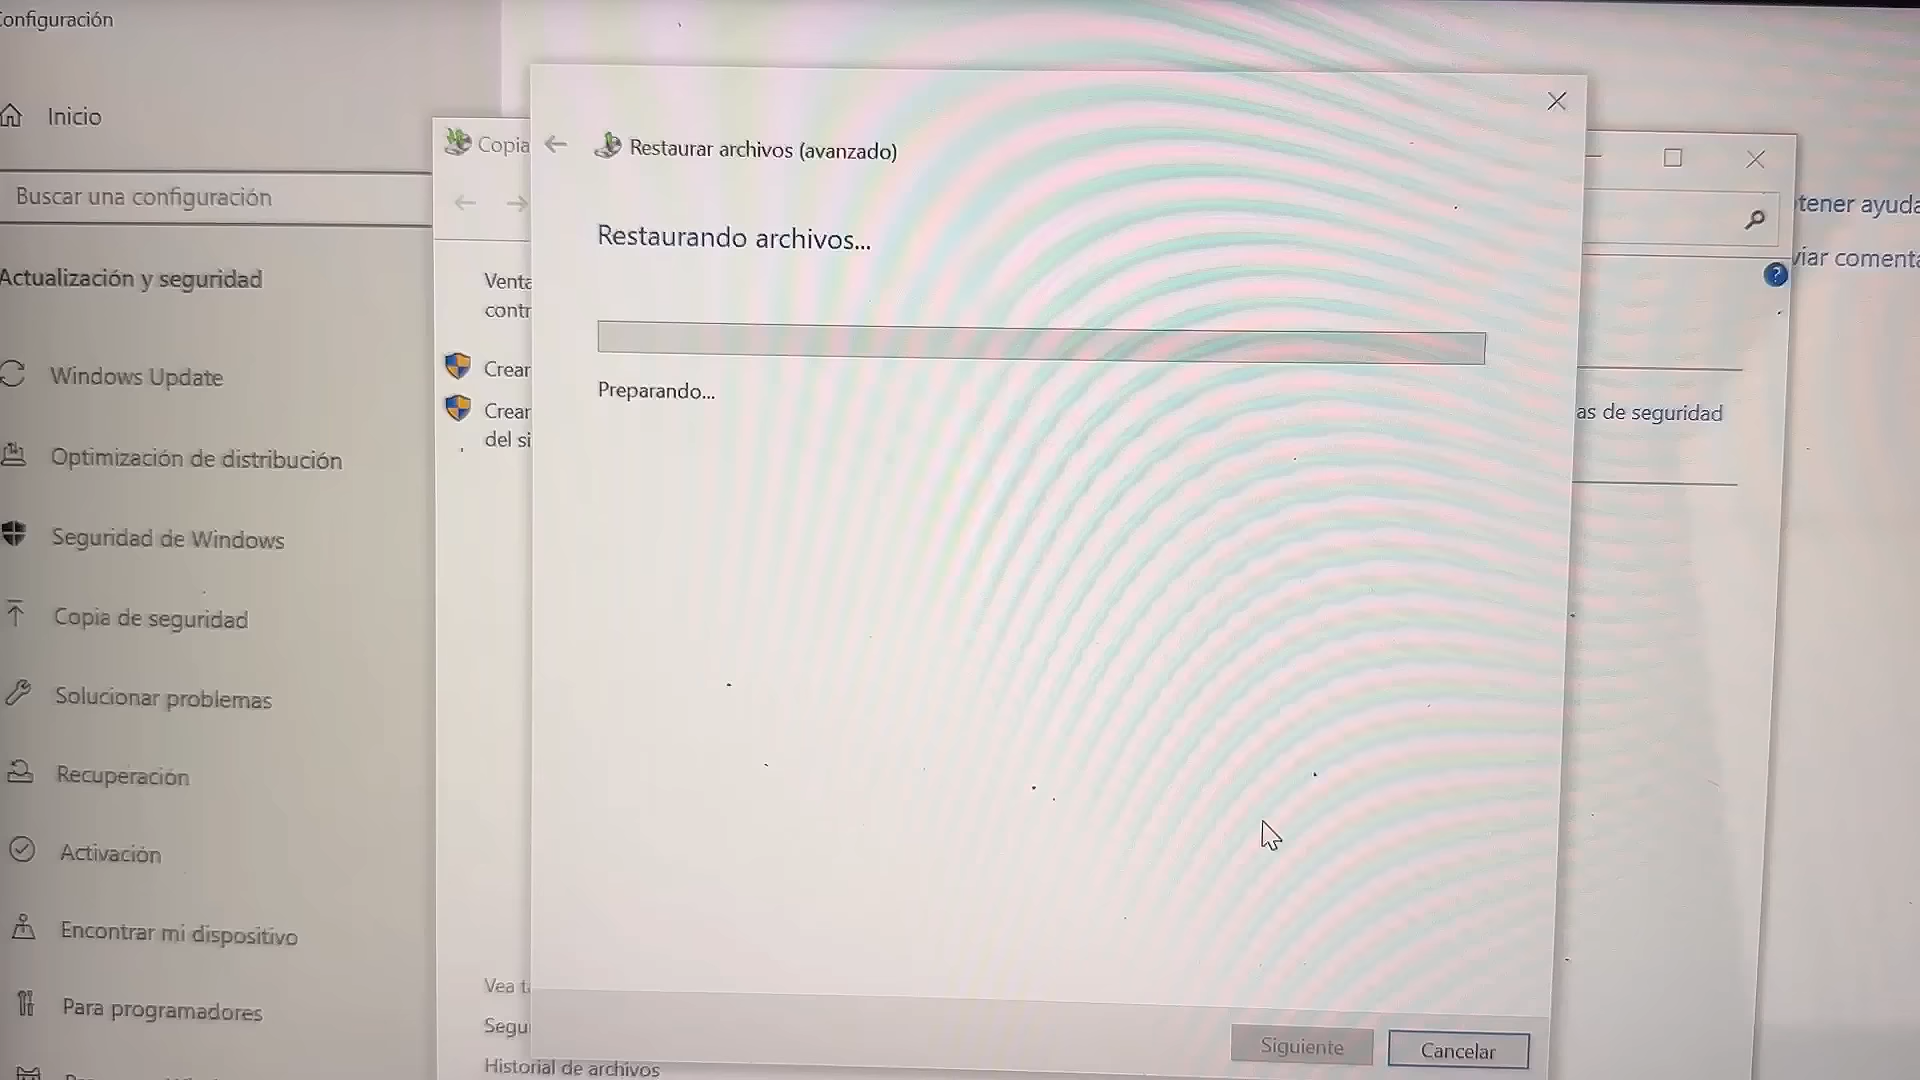 Configuración
Inicio
Buscar una configuración
Actualización y seguridad
Windows Update
Optimización de distribución
Seguridad de Windows
Copia de seguridad
Solucionar problemas
Recuperación
Activación
Encontrar mi dispositivo
Para programadores
Copia
Venta
contr
Crear
Crear
del si
Vea t
Segu
Historial de archivos
Restaurar archivos (avanzado)
Restaurando archivos...
Preparando...
Siguiente
Cancelar
as de seguridad
tener ayuda
viar comenta